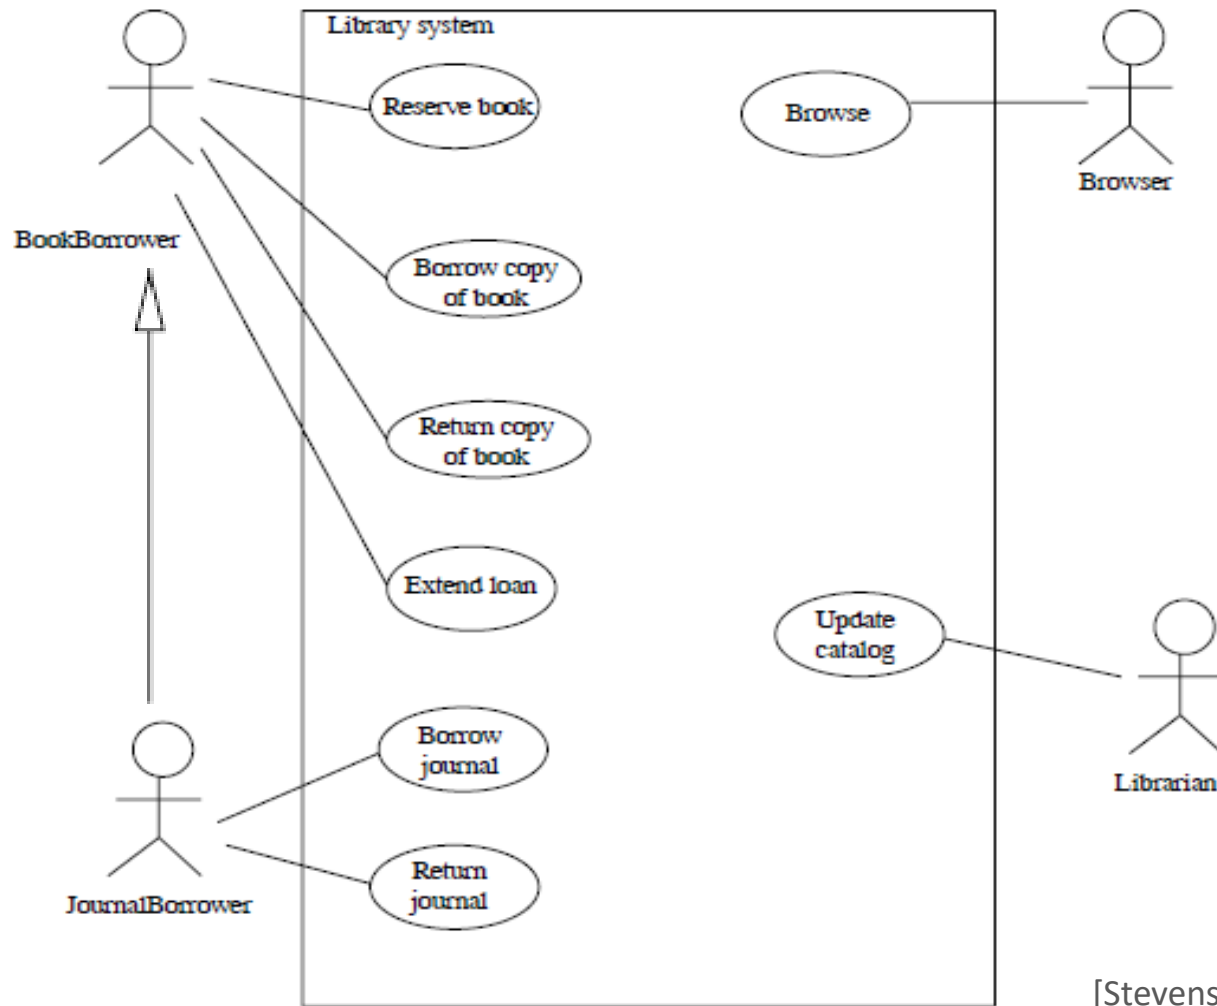 Library system
Reserve book
Browse
Browser
BookBorrower
Borrow copy
of book
Return copy
of book
Extend loan
Update
catalog
Borrow
journal
Librarian
Return
journal
JournalBorrower
[Stevens